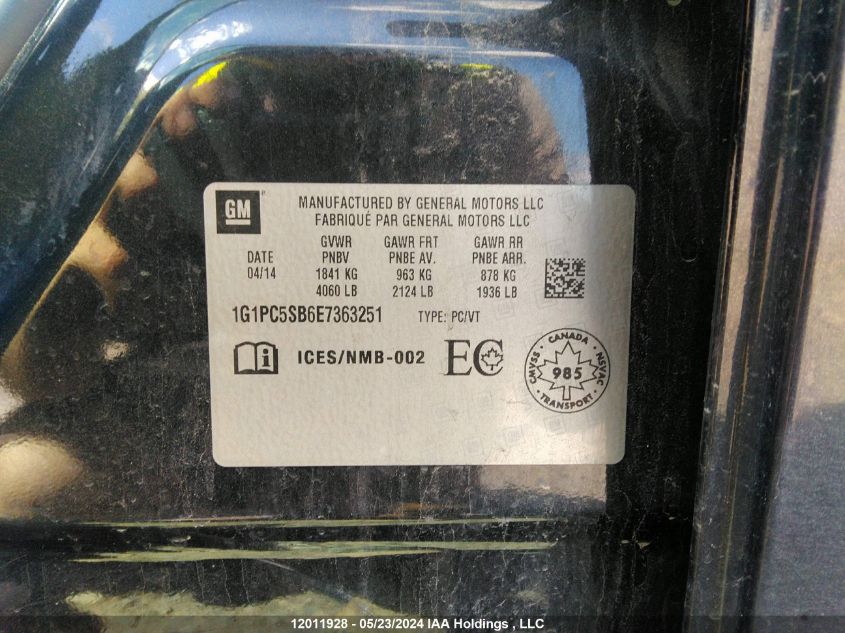 GM
MANUFACTURED BY GENERAL MOTORS LLC
FABRIQUÉ PAR GENERAL MOTORS LLC
GVWR GAWR FRT GAWR RR
DATE PNBV PNBE AV. PNBE ARR.
04/14 1841 KG 963 KG 878 KG
4060 LB 2124 LB 1936 LB
1G1PC5SB6E7363251 TYPE: PC/VT
i ICES/NMB-002 EC
CANADA
CMVSS 985 NSVAC
TRANSPORT
12011928 - 05/23/2024 IAA Holdings , LLC